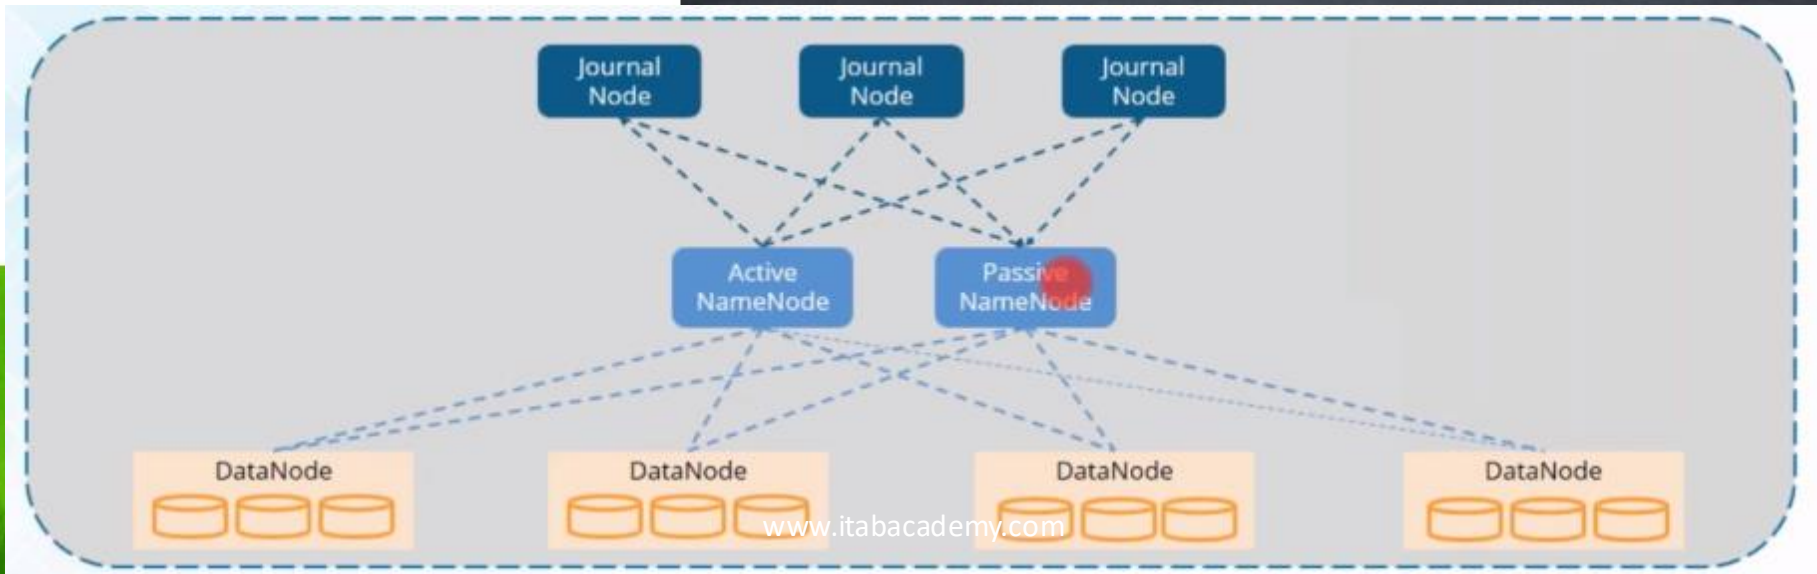 Journal
Node
Journal
Node
Journal
Node
Active
NameNode
Passive
NameNode
DataNode
DataNode
DataNode
DataNode
www.itabacademy.com